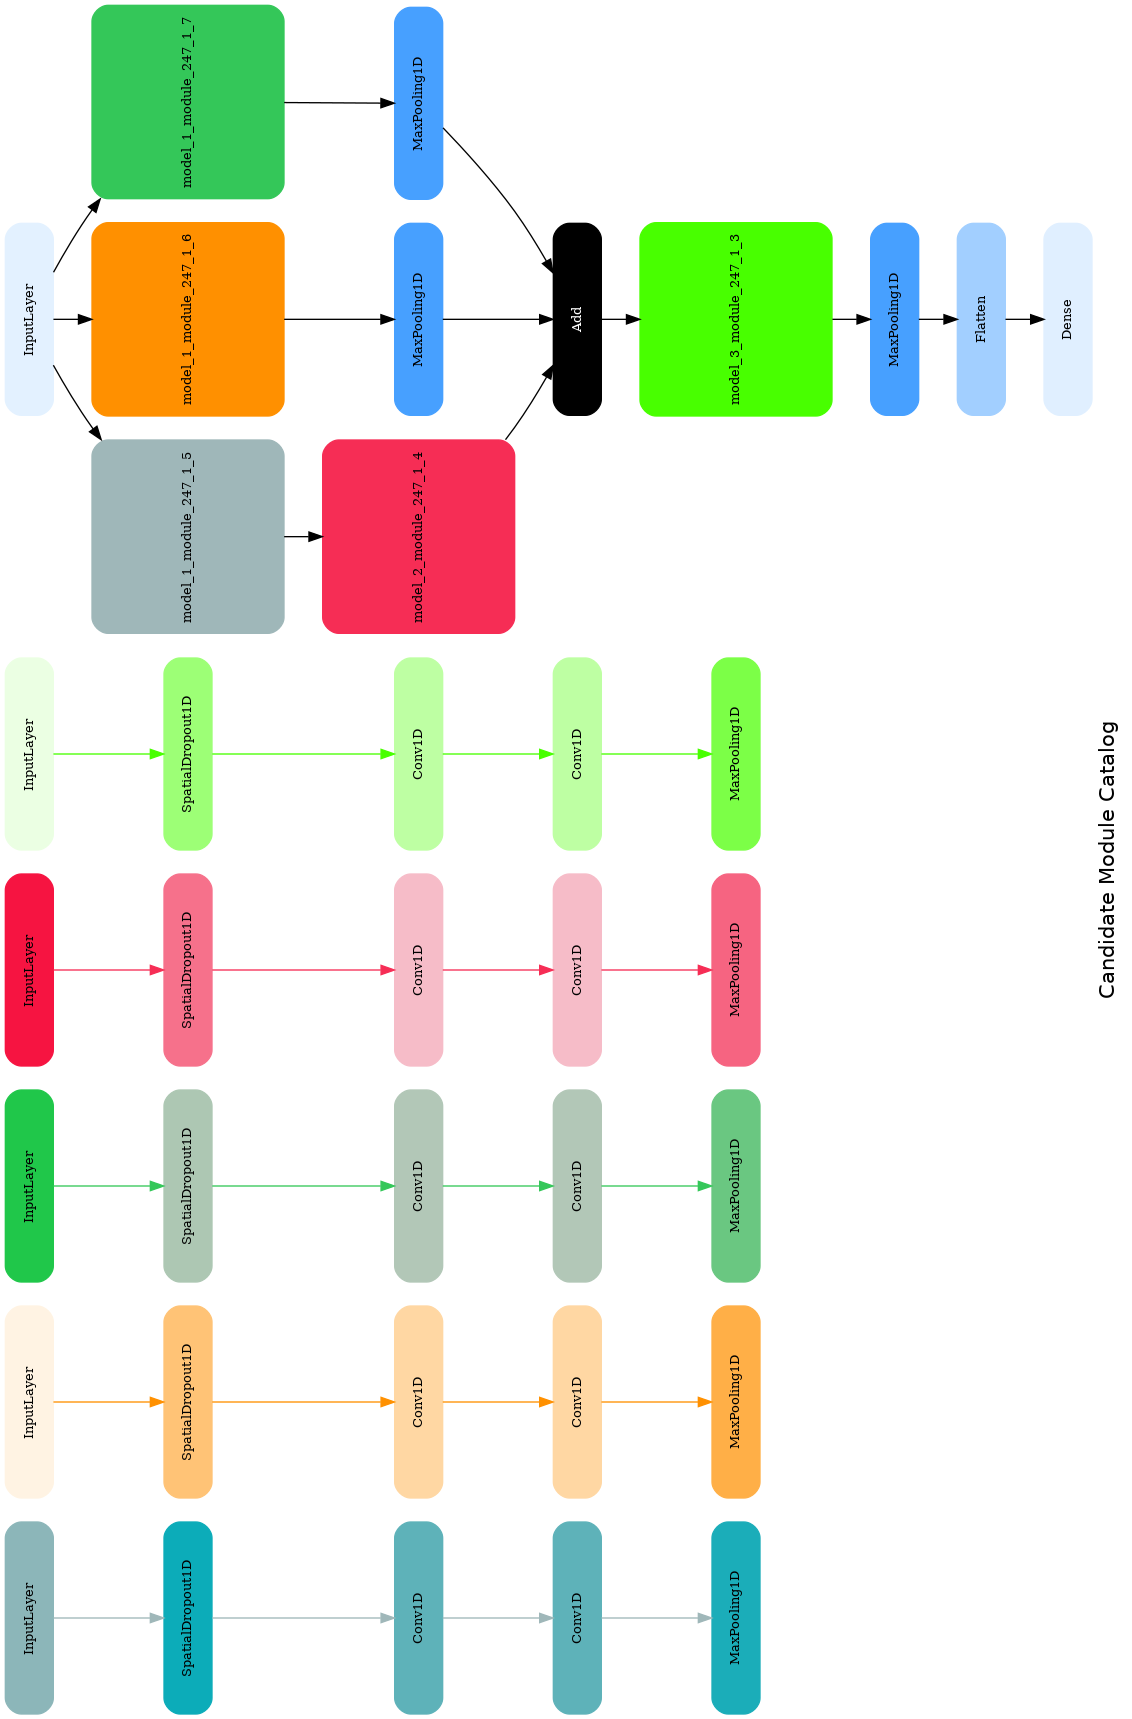 model_1_module_247_1_7
MaxPooling1D
InputLayer
model_1_module_247_1_6
MaxPooling1D
Add
model_3_module_247_1_3
MaxPooling1D
Flatten
Dense
model_1_module_247_1_5
model_2_module_247_1_4
InputLayer
SpatialDropout1D
Conv1D
Conv1D
MaxPooling1D
InputLayer
SpatialDropout1D
Conv1D
Conv1D
MaxPooling1D
InputLayer
SpatialDropout1D
Conv1D
Conv1D
MaxPooling1D
InputLayer
SpatialDropout1D
Conv1D
Conv1D
MaxPooling1D
InputLayer
SpatialDropout1D
Conv1D
Conv1D
MaxPooling1D
Candidate Module Catalog